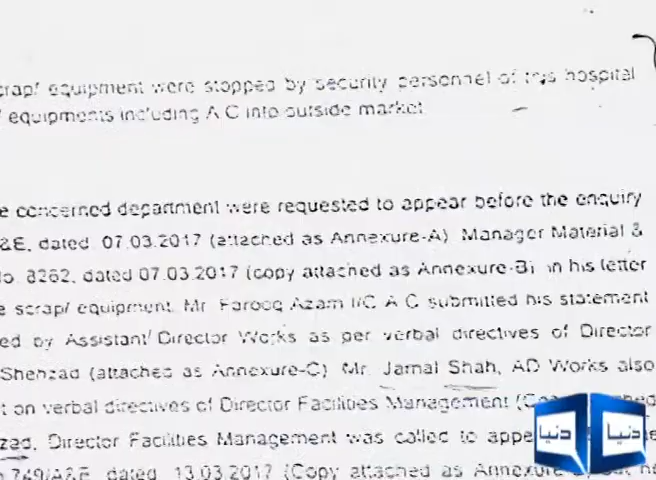 scrap/ equipment were stopped by security personnel of this hospital
equipments including A C into outside market
concerned department were requested to appear before the enquiry
A&E, dated 07.03.2017 (attached as Annexure-A) Manager Material &
No. 8262, dated 07.03.2017 (copy attached as Annexure-B) in his letter
scrap/ equipment. Mr. Farooq Azam I/C A C submitted his statement
ed by Assistant/ Director Works as per verbal directives of Director
Shehzad (attached as Annexure-C) Mr. Jamal Shah, AD Works also
on verbal directives of Director Facilities Management
zad, Director Facilities Management was called to
749/A&E, dated 13.03.2017 (Copy attached as Annexure
دنیا دنیا